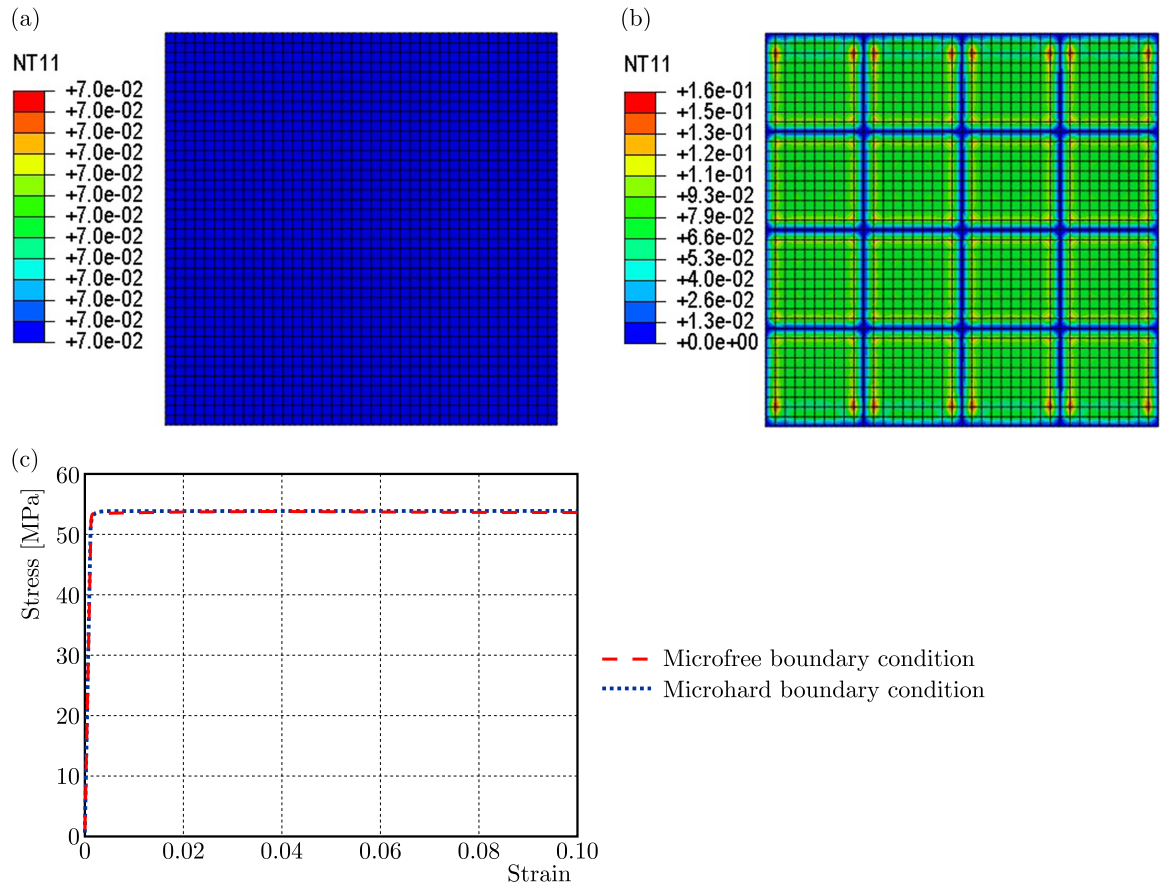 (a)
NT11
+7.0e-02
+7.0e-02
+7.0e-02
+7.0e-02
+7.0e-02
+7.0e-02
+7.0e-02
+7.0e-02
+7.0e-02
+7.0e-02
+7.0e-02
+7.0e-02
+7.0e-02
(b)
NT11
+1.6e-01
+1.5e-01
+1.3e-01
+1.2e-01
+1.1e-01
+9.3e-02
+7.9e-02
+6.6e-02
+5.3e-02
+4.0e-02
+2.6e-02
+1.3e-02
+0.0e+00
(c)
60
50
40
30
20
10
0
Stress [MPa]
0 0.02 0.04 0.06 0.08 0.10
Strain
Microfree boundary condition
Microhard boundary condition